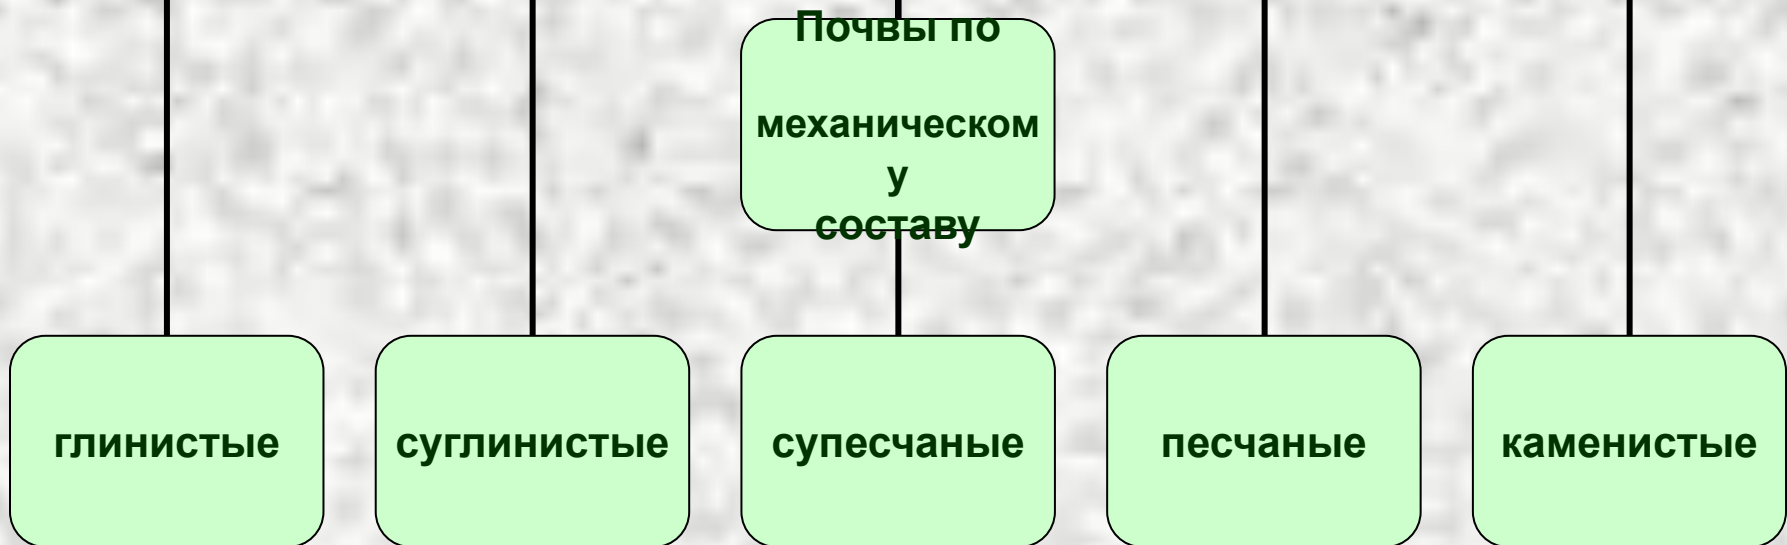 Почвы по
механическом
у
составу
глинистые
суглинистые
супесчаные
песчаные
каменистые